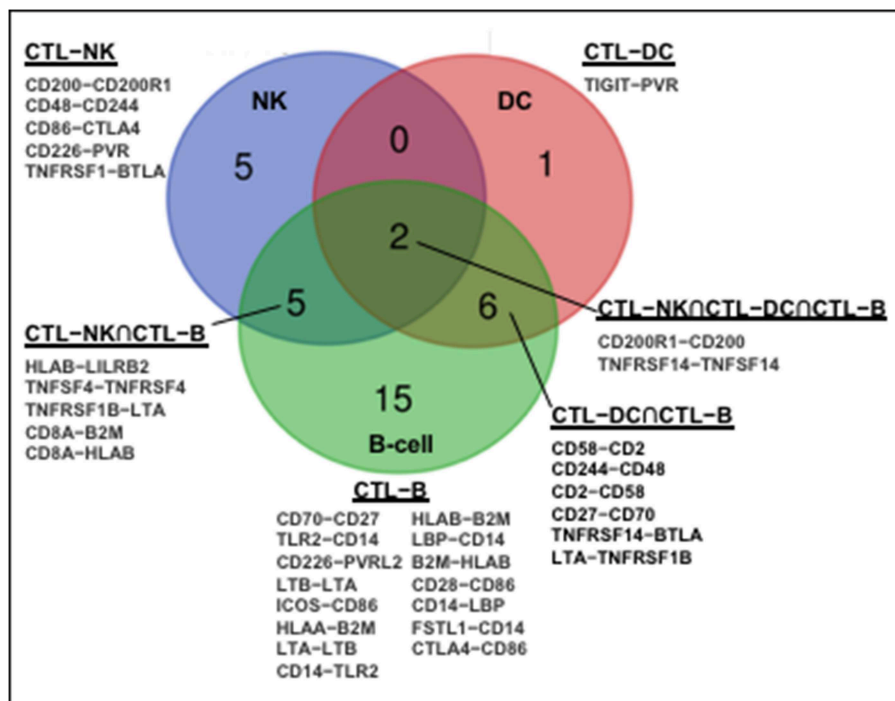 CTL−NK
CD200−CD200R1
CD48−CD244
CD86−CTLA4
CD226−PVR
TNFRSF1−BTLA
CTL−DC
TIGIT−PVR
NK
DC
0
5
1
2
5
6
15
B-cell
CTL−NK∩CTL−B
HLAB−LILRB2
TNFSF4−TNFRSF4
TNFRSF1B−LTA
CD8A−B2M
CD8A−HLAB
CTL−NK∩CTL−DC∩CTL−B
CD200R1−CD200
TNFRSF14−TNFSF14
CTL−DC∩CTL−B
CD58−CD2
CD244−CD48
CD2−CD58
CD27−CD70
TNFRSF14−BTLA
LTA−TNFRSF1B
CTL−B
CD70−CD27
TLR2−CD14
CD226−PVRL2
LTB−LTA
ICOS−CD86
HLAA−B2M
LTA−LTB
CD14−TLR2
HLAB−B2M
LBP−CD14
B2M−HLAB
CD28−CD86
CD14−LBP
FSTL1−CD14
CTLA4−CD86